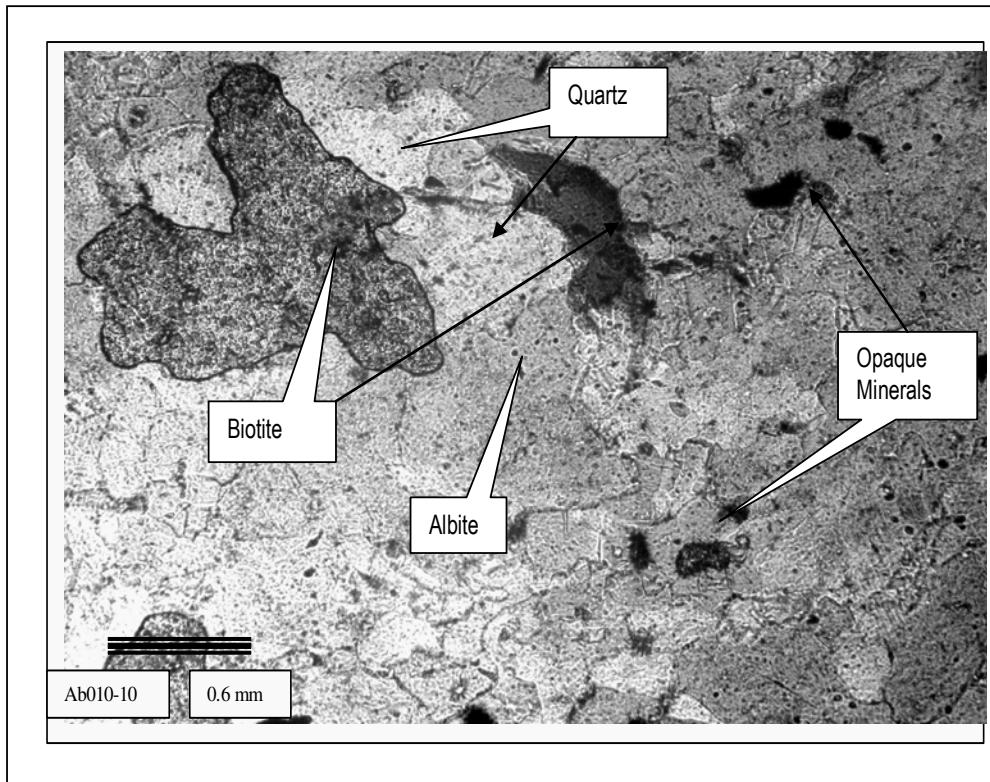 Quartz
Opaque
Minerals
Biotite
Albite
Ab010-10
0.6 mm